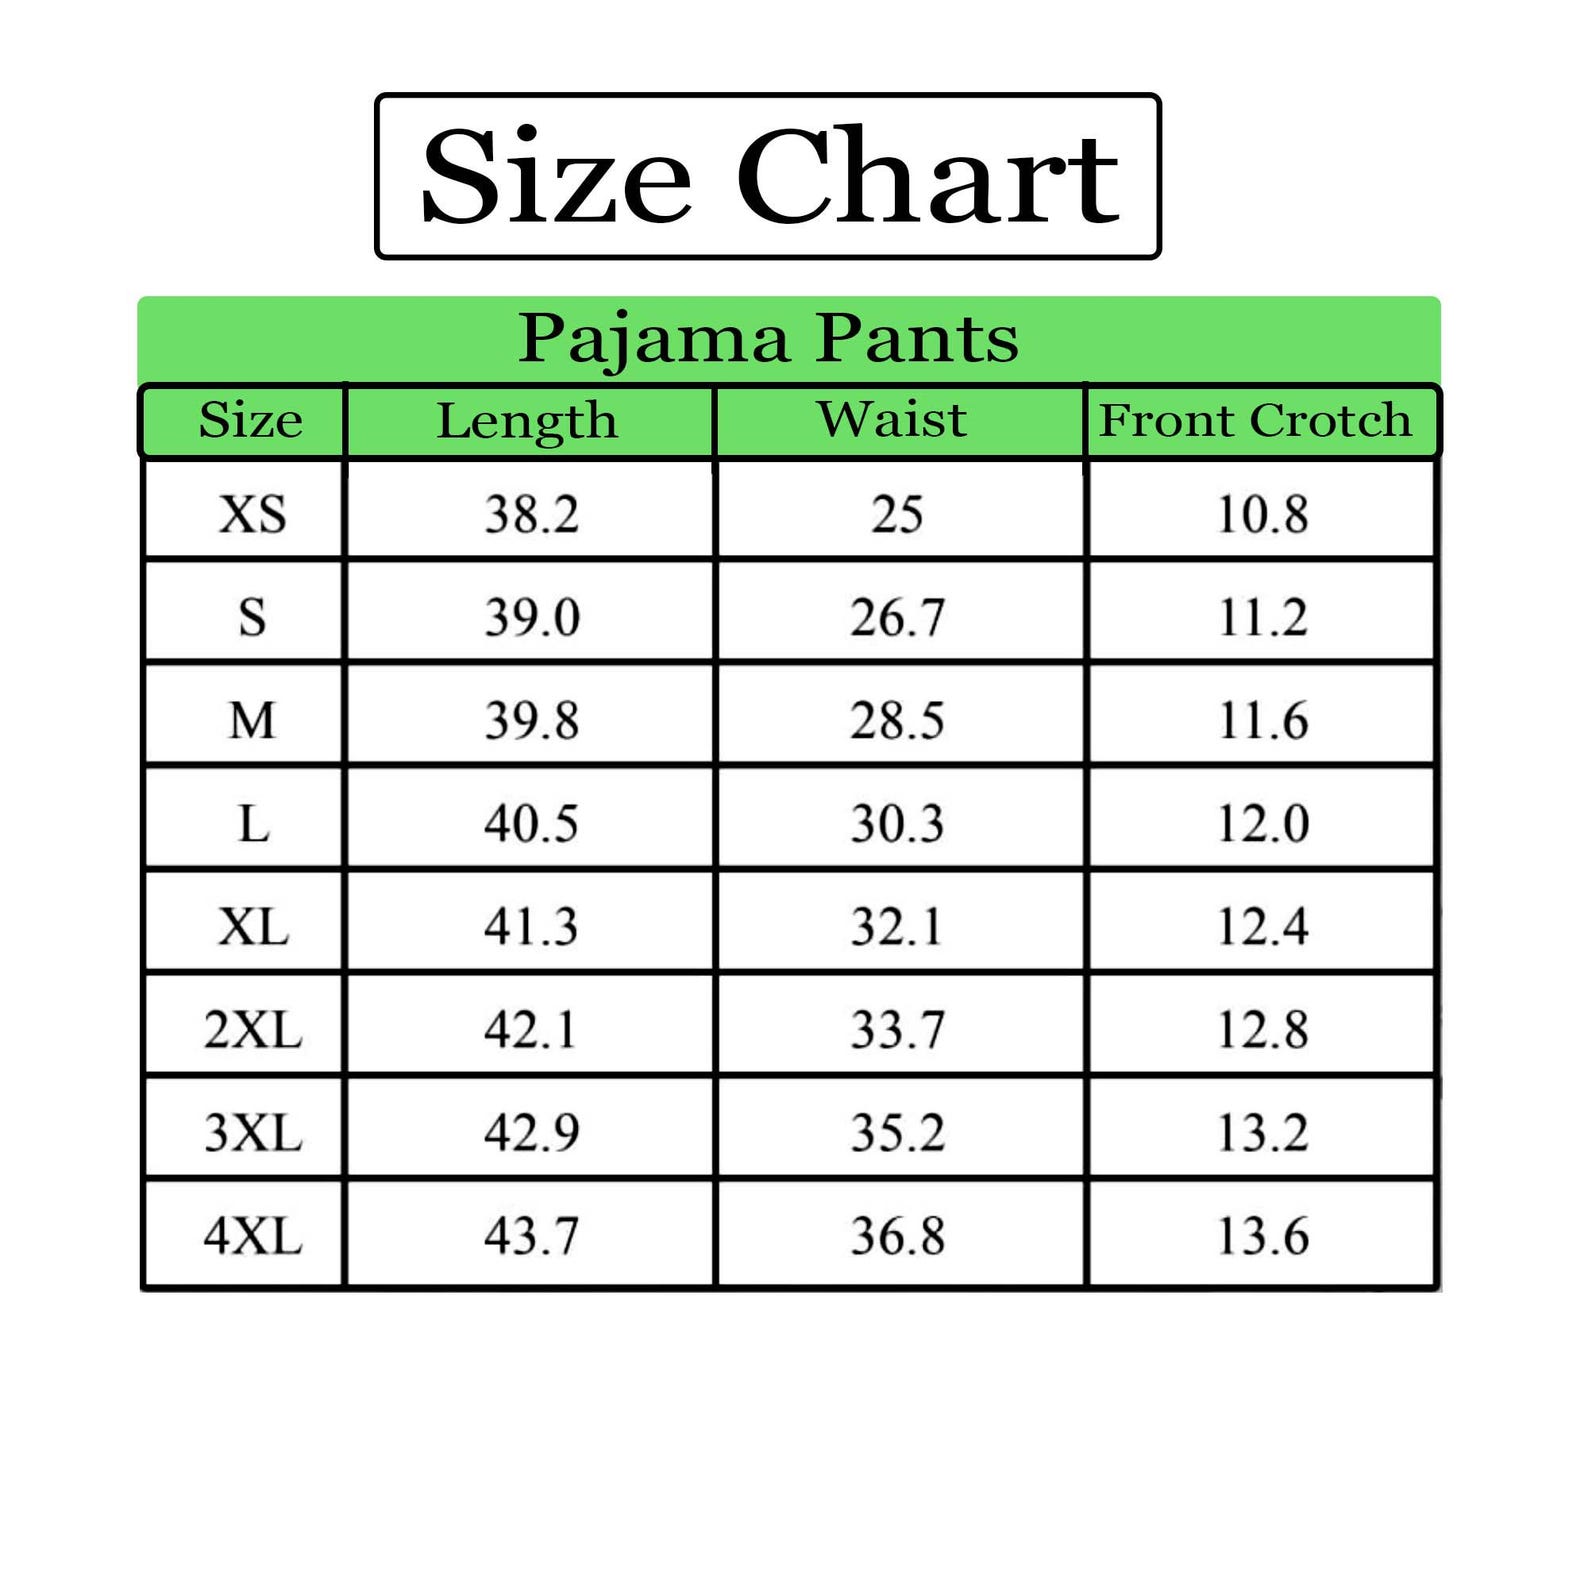 Size Chart
Pajama Pants
Size Length Waist Front Crotch
XS 38.2 25 10.8
S 39.0 26.7 11.2
M 39.8 28.5 11.6
L 40.5 30.3 12.0
XL 41.3 32.1 12.4
2XL 42.1 33.7 12.8
3XL 42.9 35.2 13.2
4XL 43.7 36.8 13.6